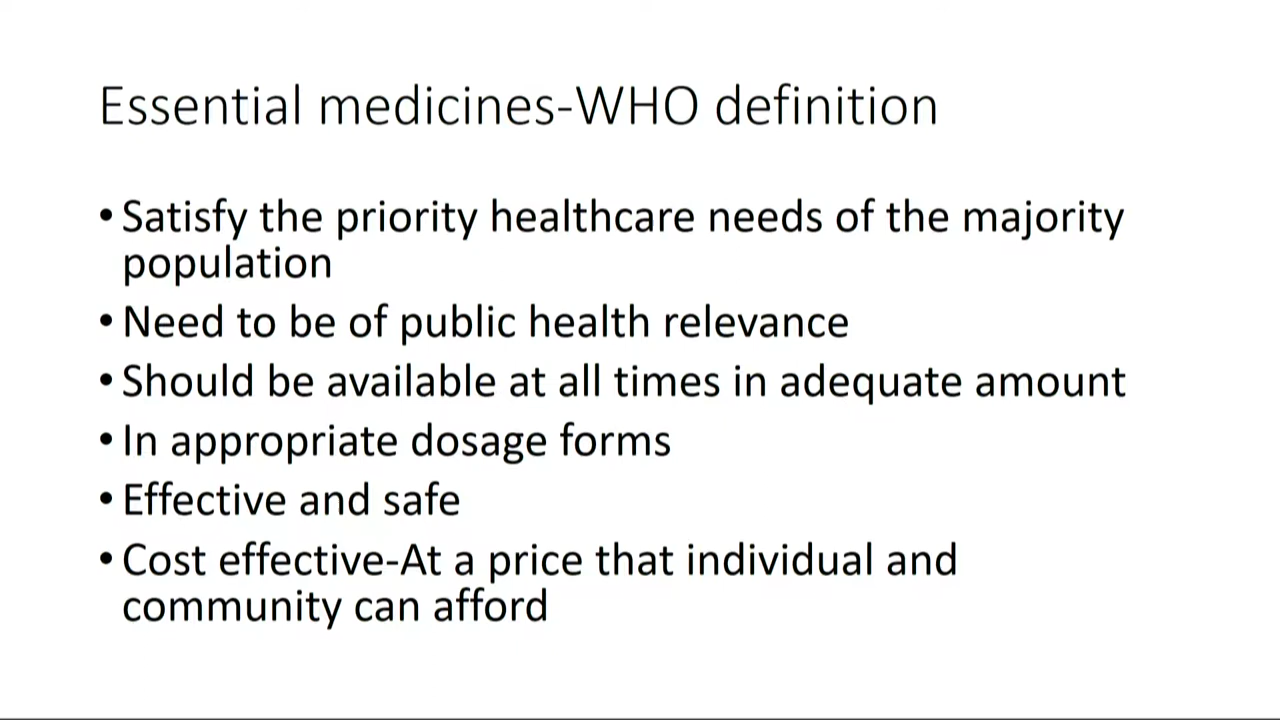 Essential medicines-WHO definition
• Satisfy the priority healthcare needs of the majority
population
• Need to be of public health relevance
• Should be available at all times in adequate amount
• In appropriate dosage forms
• Effective and safe
• Cost effective-At a price that individual and
community can afford